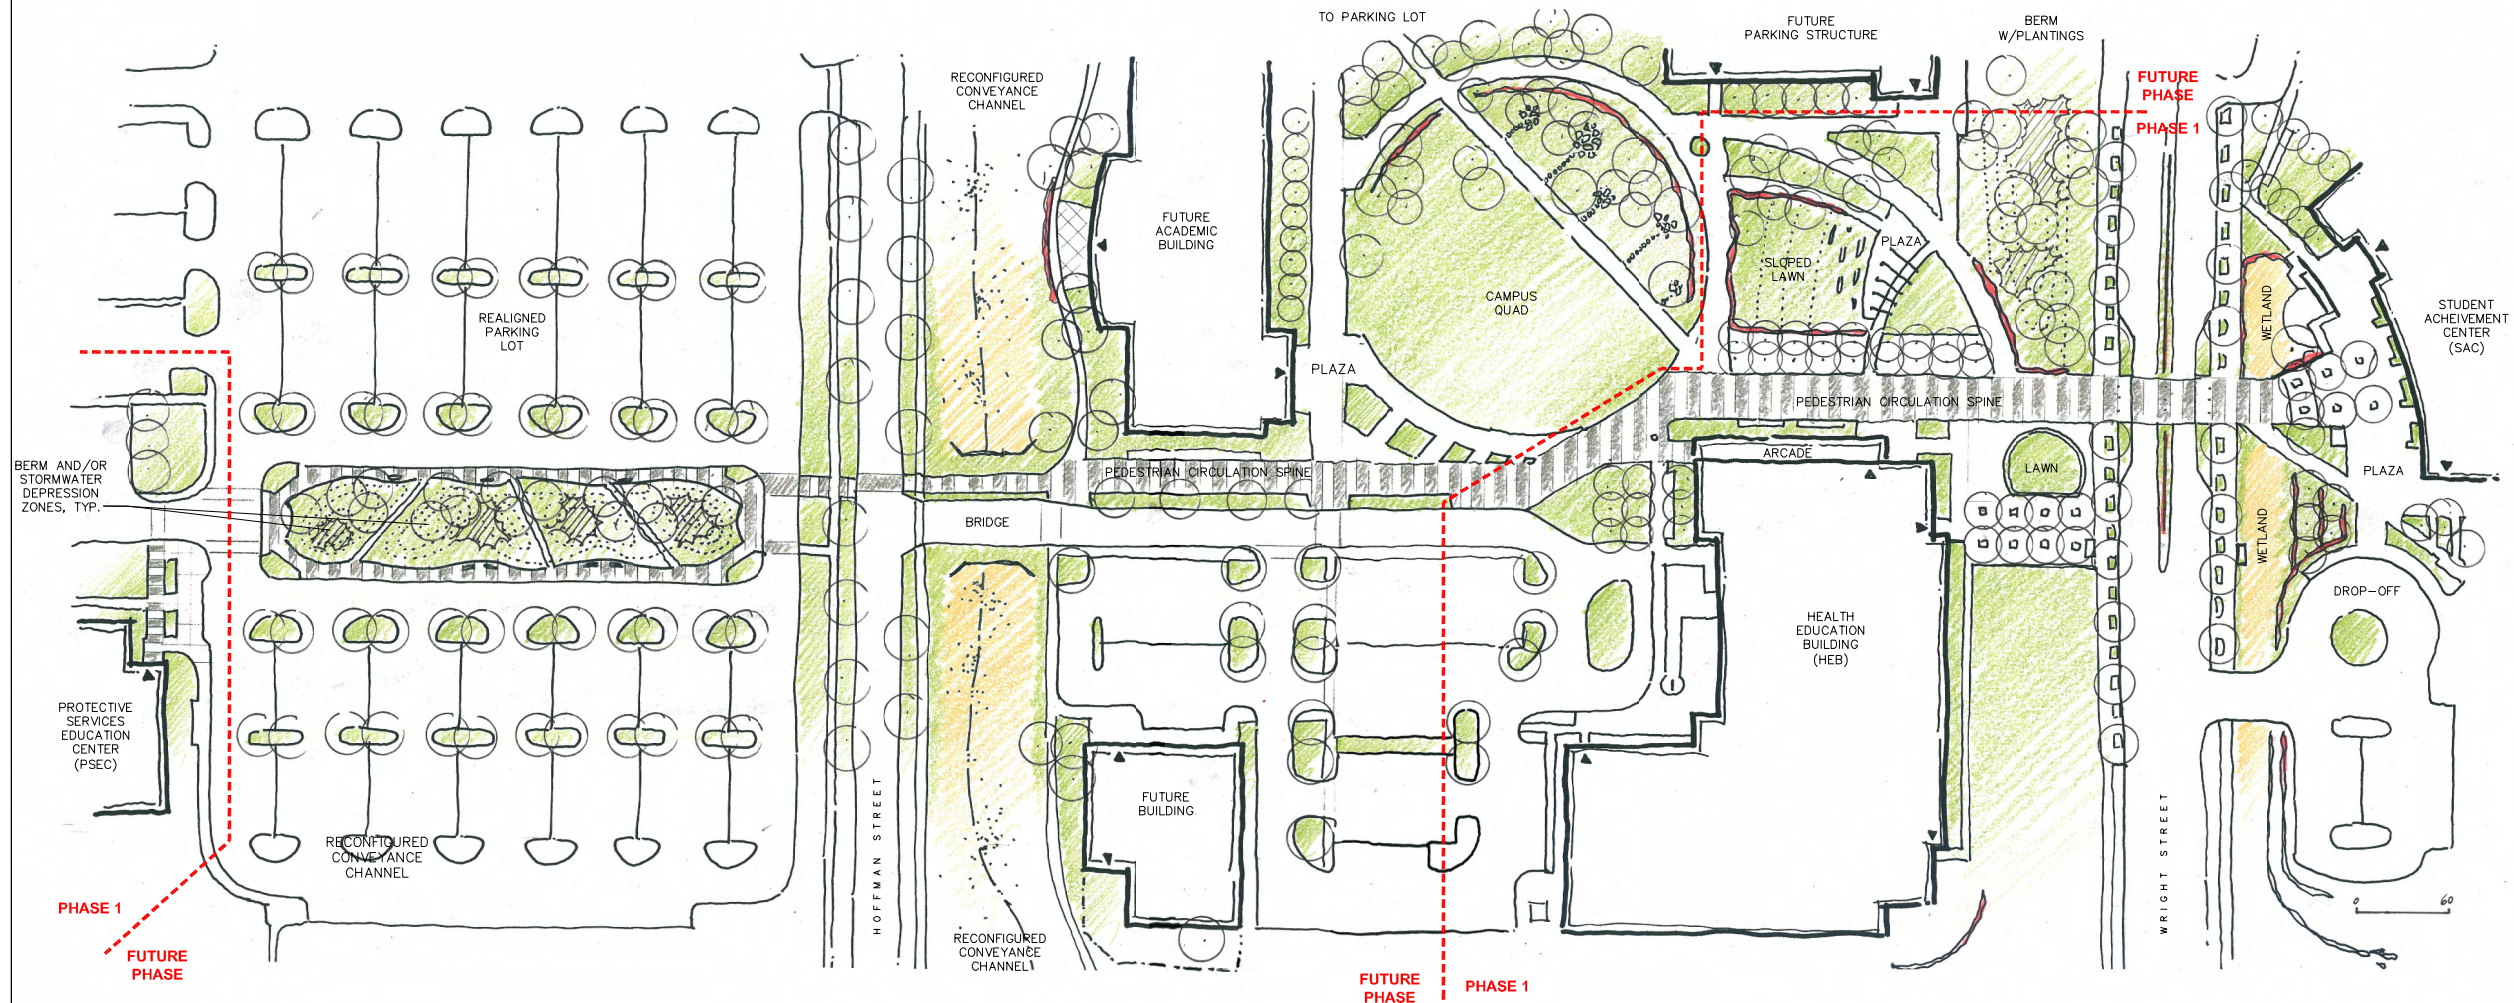 TO PARKING LOT
FUTURE
PARKING STRUCTURE
BERM
W/PLANTINGS
FUTURE
PHASE
PHASE 1
RECONFIGURED
CONVEYANCE
CHANNEL
FUTURE
ACADEMIC
BUILDING
PLAZA
SLOPED
LAWN
CAMPUS
QUAD
WETLAND
STUDENT
ACHEIVEMENT
CENTER
(SAC)
REALIGNED
PARKING
LOT
PLAZA
PEDESTRIAN CIRCULATION SPINE
BERM AND/OR
STORMWATER
DEPRESSION
ZONES, TYP.
PEDESTRIAN CIRCULATION SPINE
ARCADE
LAWN
PLAZA
BRIDGE
WETLAND
DROP-OFF
HEALTH
EDUCATION
BUILDING
(HEB)
PROTECTIVE
SERVICES
EDUCATION
CENTER
(PSEC)
FUTURE
BUILDING
HOFFMAN STREET
WRIGHT STREET
RECONFIGURED
CONVEYANCE
CHANNEL
PHASE 1
FUTURE
PHASE
RECONFIGURED
CONVEYANCE
CHANNEL
FUTURE
PHASE
PHASE 1
0 60